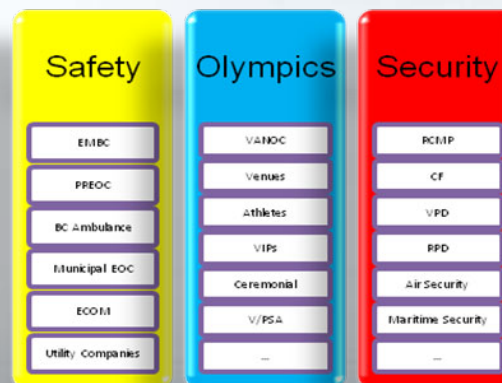 Safety
EMBC
PREOC
BC Ambulance
Municipal EOC
ECOM
Utility Companies
Olympics
VANOC
Venues
Athletes
VIPs
Ceremonial
V/PSA
...
Security
RCMP
CF
VPD
RPD
Air Security
Maritime Security
...